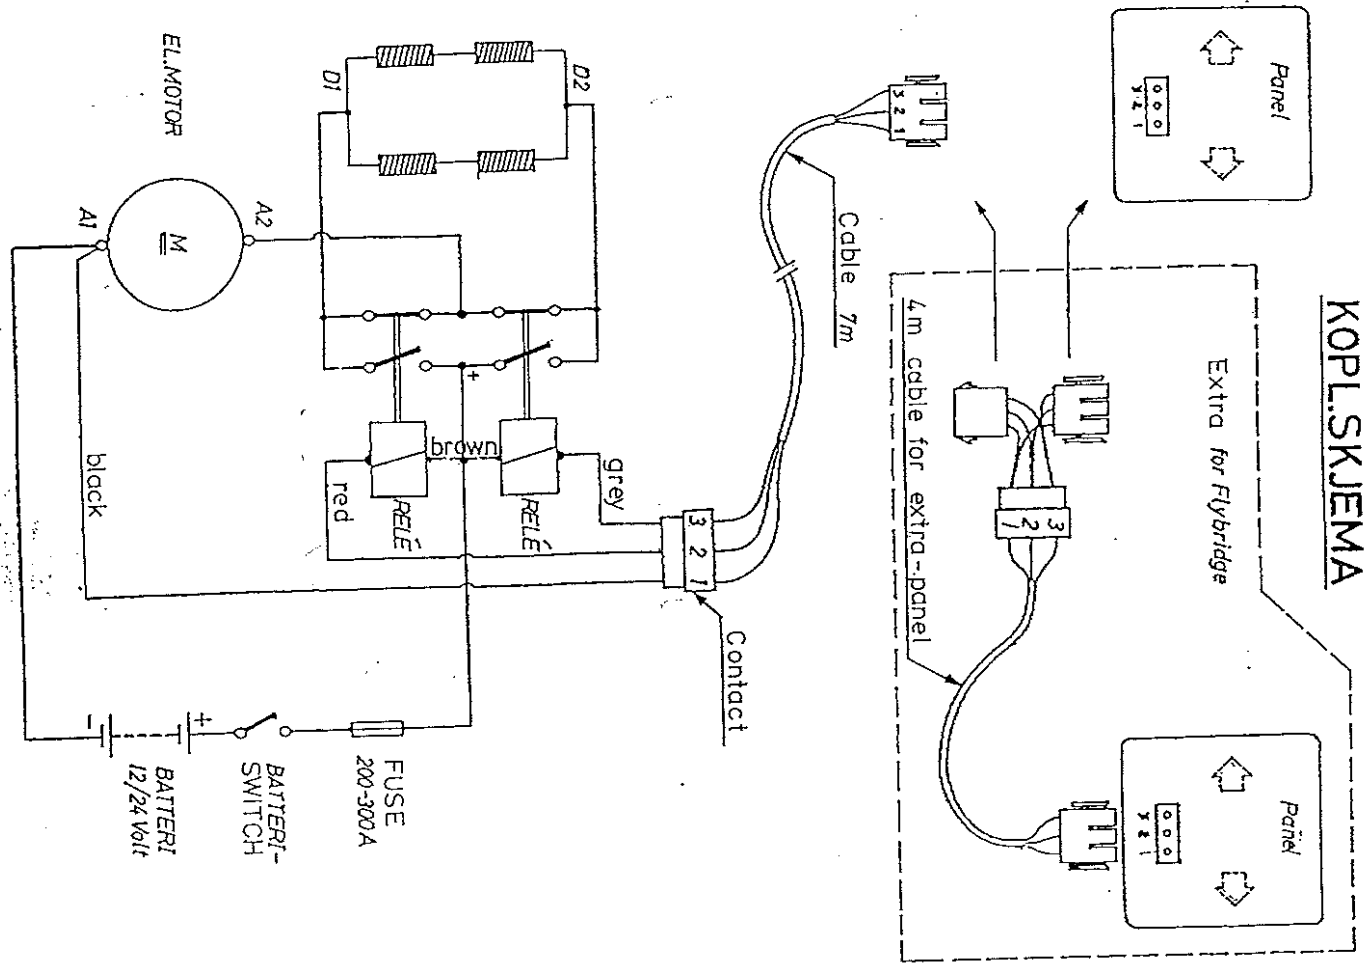 KOPL.SKJEMA
Panel
3 2 1
3 2 1
Cable 7m
Extra for Flybridge
4m cable for extra-panel
3
2
1
Panel
3 2 1
EL.MOTOR
D1
D2
A1
A2
M
+
brown
grey
red
black
RELÉ
RELÉ
3 2 1
Contact
FUSE
200-300A
BATTERI-
SWITCH
BATTERI
12/24 Volt
+
-